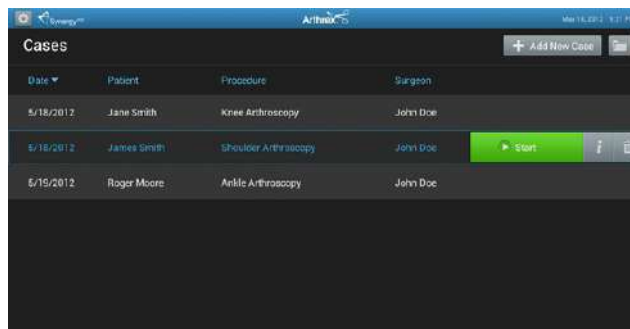 Synergy Arthrex
Cases Add New Case
Date Patient Procedure Surgeon
5/18/2012 Jane Smith Knee Arthroscopy John Doe
5/18/2012 James Smith Shoulder Arthroscopy John Doe Start i
5/19/2012 Roger Moore Ankle Arthroscopy John Doe